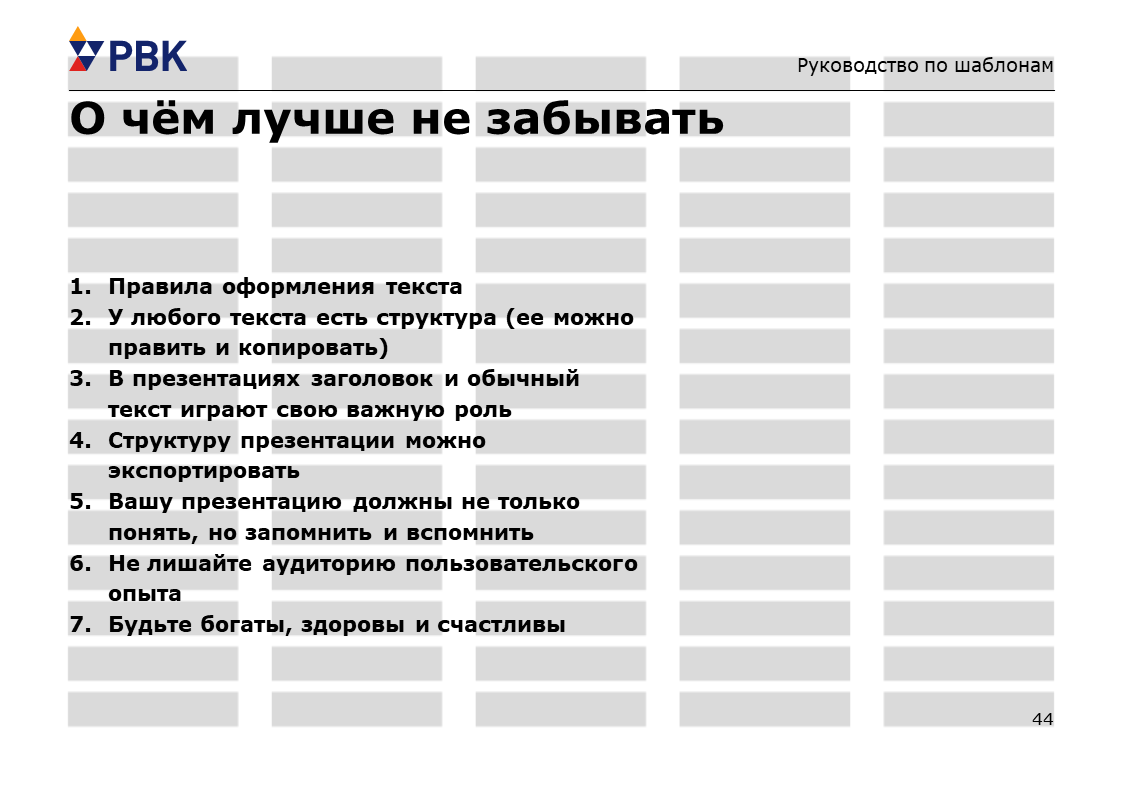 РВК
Руководство по шаблонам
О чём лучше не забывать
1. Правила оформления текста
2. У любого текста есть структура (ее можно
править и копировать)
3. В презентациях заголовок и обычный
текст играют свою важную роль
4. Структуру презентации можно
экспортировать
5. Вашу презентацию должны не только
понять, но запомнить и вспомнить
6. Не лишайте аудиторию пользовательского
опыта
7. Будьте богаты, здоровы и счастливы
44